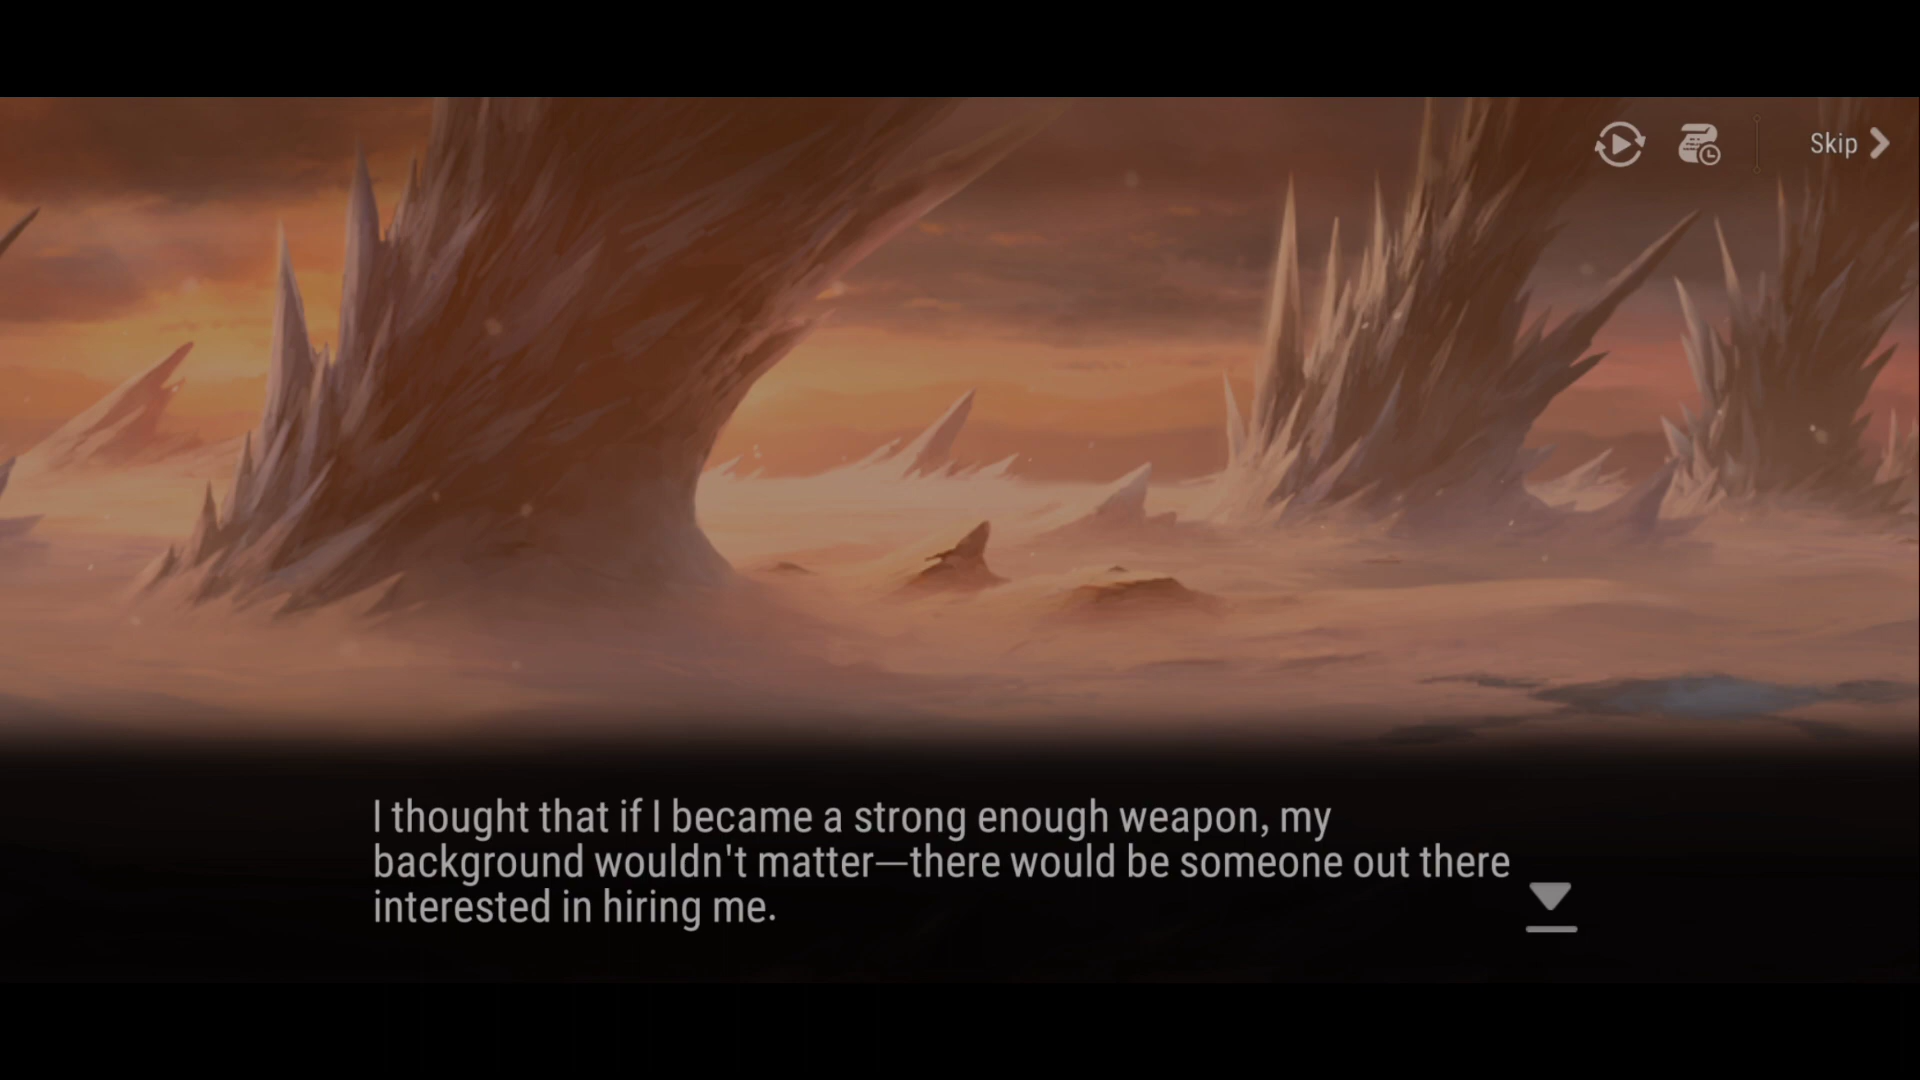 Skip
I thought that if I became a strong enough weapon, my
background wouldn't matter—there would be someone out there
interested in hiring me.